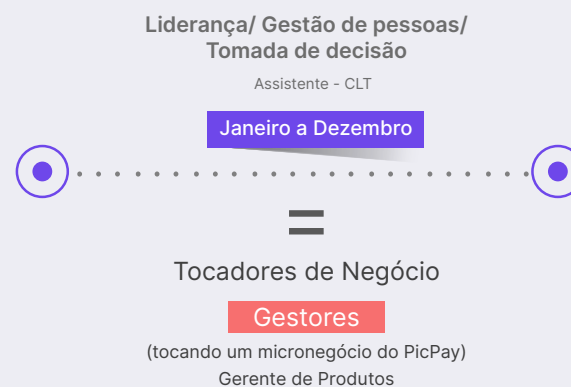 Liderança/ Gestão de pessoas/
Tomada de decisão
Assistente - CLT
Janeiro a Dezembro
=
Tocadores de Negócio
Gestores
(tocando um micronegócio do PicPay)
Gerente de Produtos